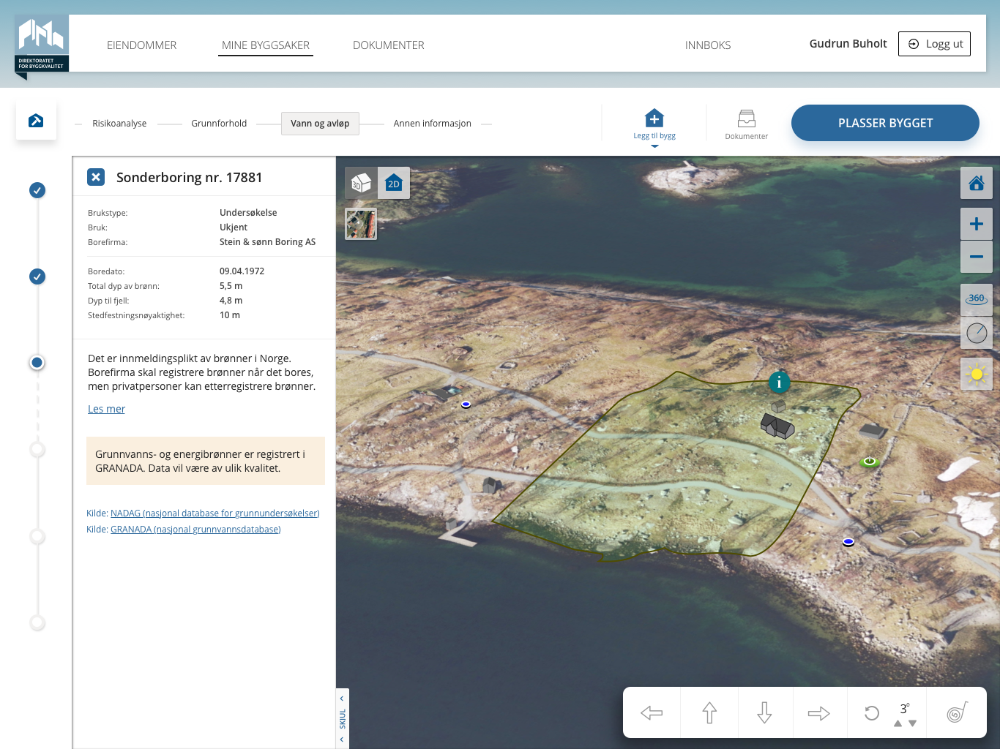 DIREKTORATET
FOR BYGGKVALITET
EIENDOMMER
MINE BYGGSAKER
DOKUMENTER
INNBOKS
Gudrun Buholt
Logg ut
Risikoanalyse
Grunnforhold
Vann og avløp
Annen informasjon
Legg til bygg
Dokumenter
PLASSER BYGGET
Sonderboring nr. 17881
Brukstype: Undersøkelse
Bruk: Ukjent
Borefirma: Stein & sønn Boring AS
Boredato: 09.04.1972
Total dyp av brønn: 5,5 m
Dyp til fjell: 4,8 m
Stedfestningsnøyaktighet: 10 m
Det er innmeldingsplikt av brønner i Norge.
Borefirma skal registrere brønner når det bores,
men privatpersoner kan etterregistrere brønner.
Les mer
Grunnvanns- og energibrønner er registrert i
GRANADA. Data vil være av ulik kvalitet.
Kilde: NADAG (nasjonal database for grunnundersøkelser)
Kilde: GRANADA (nasjonal grunnvannsdatabase)
3D
2D
360
i
SKJUL
3°
5